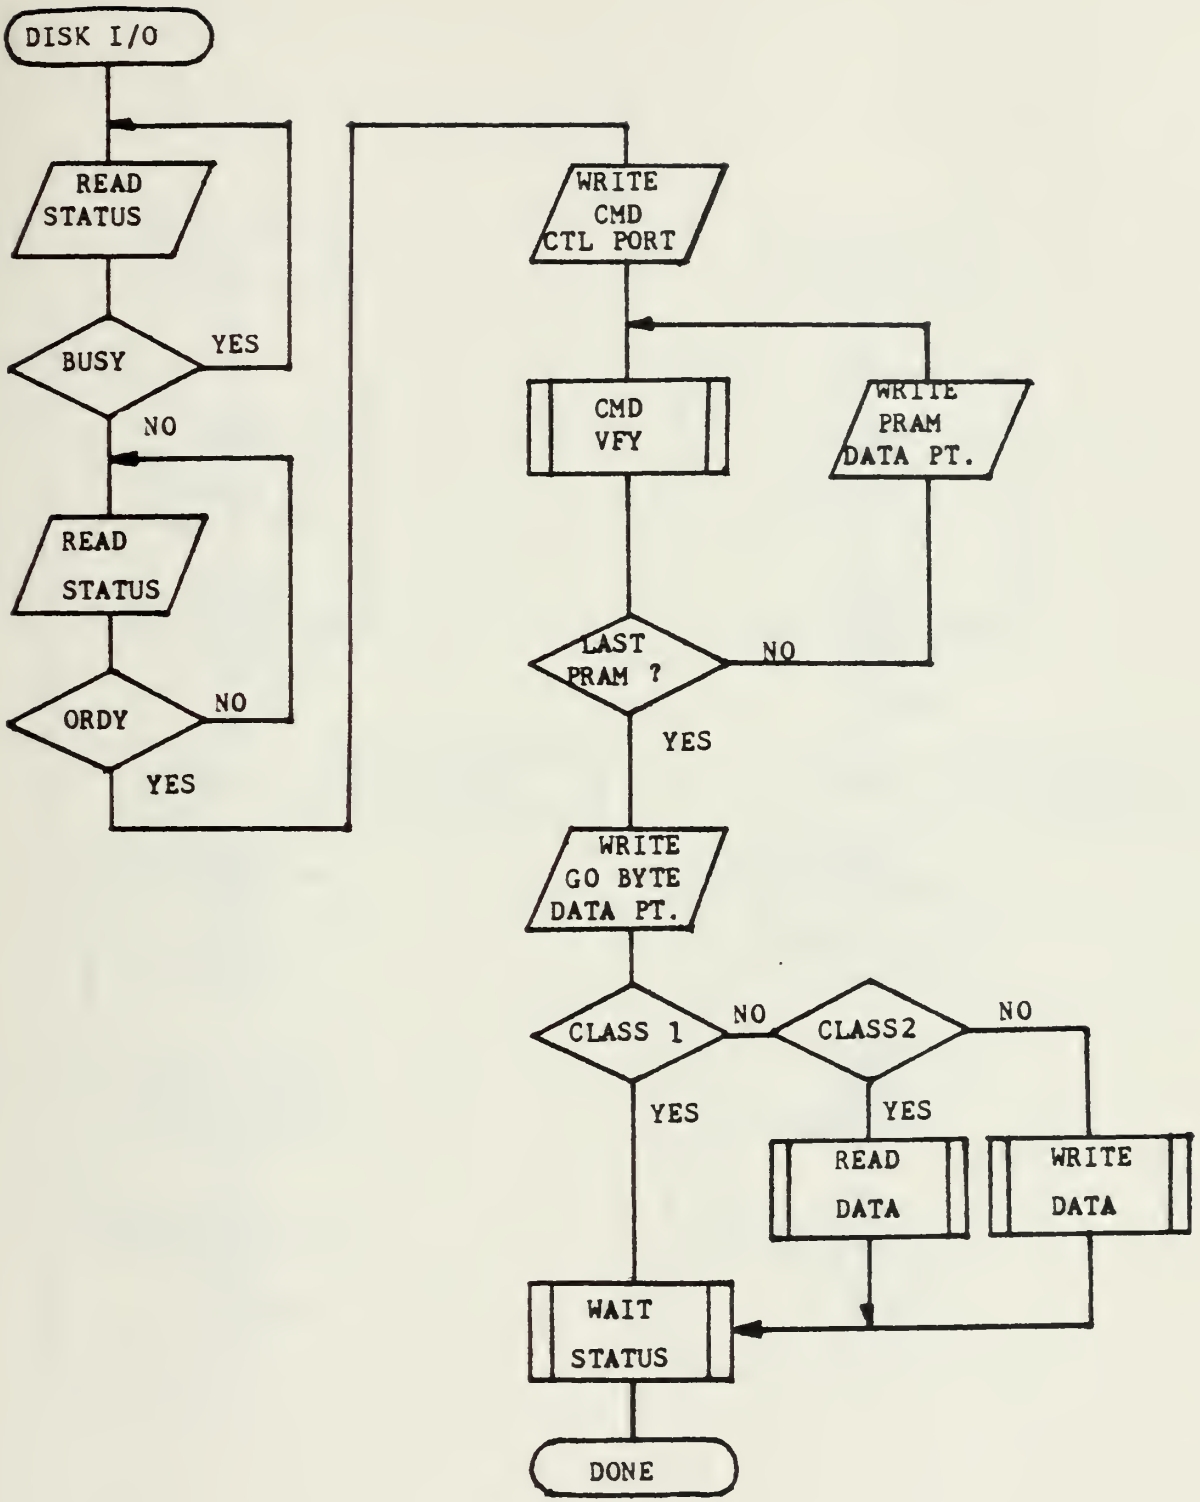 DISK I/O
READ
STATUS
BUSY
YES
NO
READ
STATUS
ORDY
NO
YES
WRITE
CMD
CTL PORT
CMD
VFY
WRITE
PRAM
DATA PT.
LAST
PRAM ?
NO
YES
WRITE
GO BYTE
DATA PT.
CLASS 1
NO
CLASS2
NO
YES
YES
READ
DATA
WRITE
DATA
WAIT
STATUS
DONE